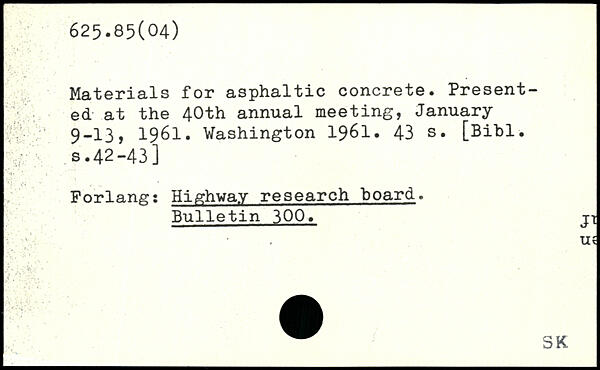 625.85(04)
Materials for asphaltic concrete. Present-
ed at the 40th annual meeting, January
9-13, 1961. Washington 1961. 43 s. [Bibl.
s.42-43]
Forlang: Highway research board.
Bulletin 300.
SK